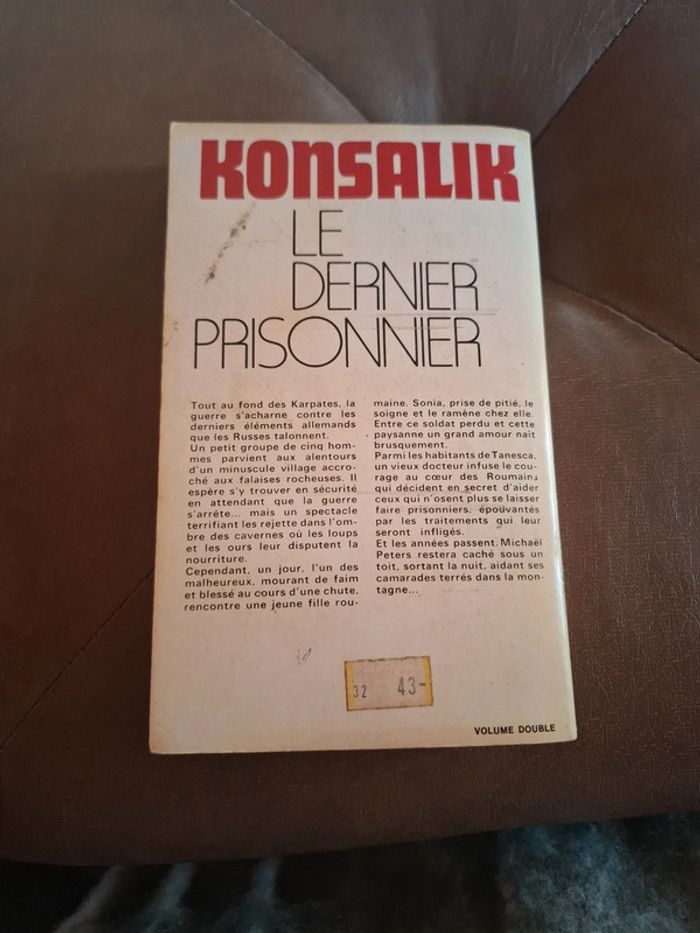 KONSALIK
LE
DERNIER
PRISONNIER
Tout au fond des Karpates, la
guerre s'acharne contre les
derniers éléments allemands
que les Russes talonnent.
Un petit groupe de cinq hom-
mes parvient aux alentours
d'un minuscule village accro-
ché aux falaises rocheuses. Il
espère s'y trouver en sécurité
en attendant que la guerre
s'arrête... mais un spectacle
terrifiant les rejette dans l'om-
bre des cavernes où les loups
et les ours leur disputent la
nourriture.
Cependant, un jour, l'un des
malheureux, mourant de faim
et blessé au cours d'une chute,
rencontre une jeune fille rou-
maine. Sonia, prise de pitié, le
soigne et le ramène chez elle.
Entre ce soldat perdu et cette
paysanne un grand amour naît
brusquement.
Parmi les habitants de Tanesca,
un vieux docteur infuse le cou-
rage au cœur des Roumains
qui décident en secret d'aider
ceux qui n'osent plus se laisser
faire prisonniers, épouvantés
par les traitements qui leur
seront infligés.
Et les années passent. Michaël
Peters restera caché sous un
toit, sortant la nuit, aidant ses
camarades terrés dans la mon-
tagne...
32 43-
VOLUME DOUBLE